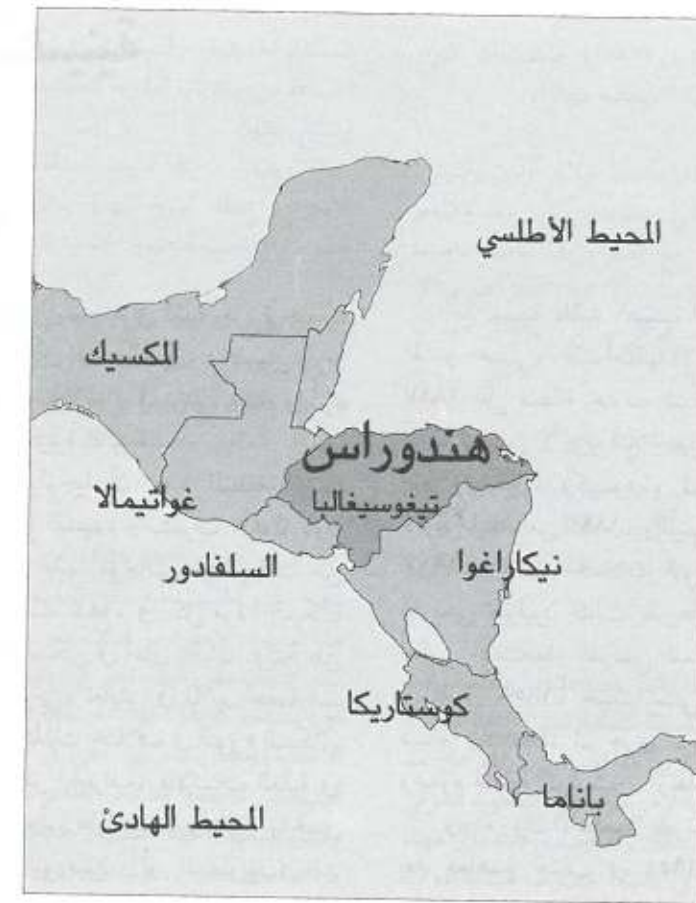 المحيط الأطلسي
المكسيك
هندوراس
تيغوسيغالبا
غواتيمالا
السلفادور
نيكاراغوا
كوستاريكا
باناما
المحيط الهادئ